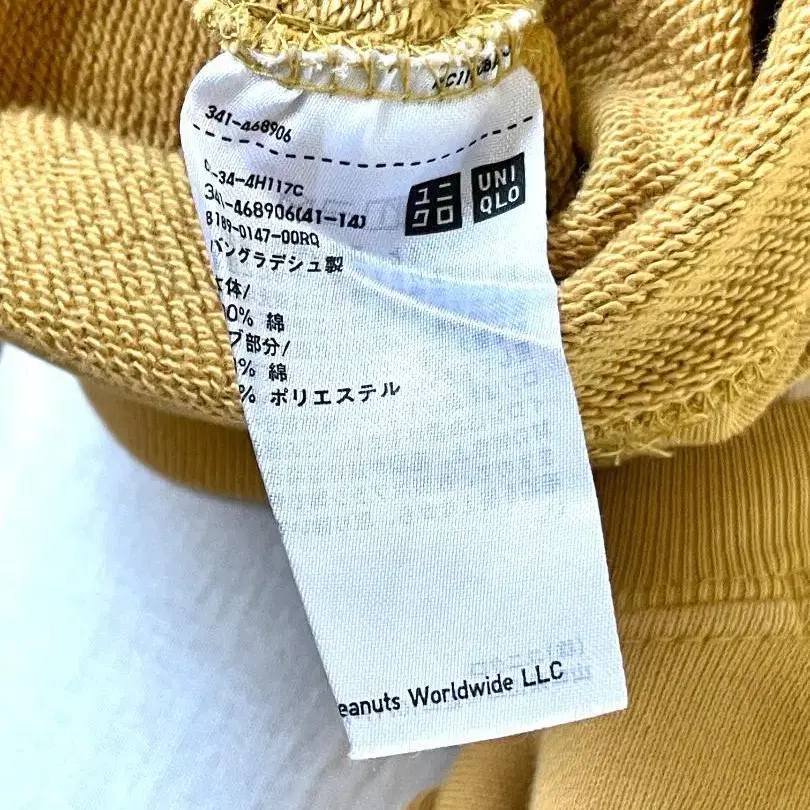 341-468906
-34-4H117C
341-468906(41-14)
8189-0147-00RQ
バングラデシュ製
体/
00% 綿
ブ部分/
% 綿
% ポリエステル
ユニ
クロ
UNI
QLO
eanuts Worldwide LLC